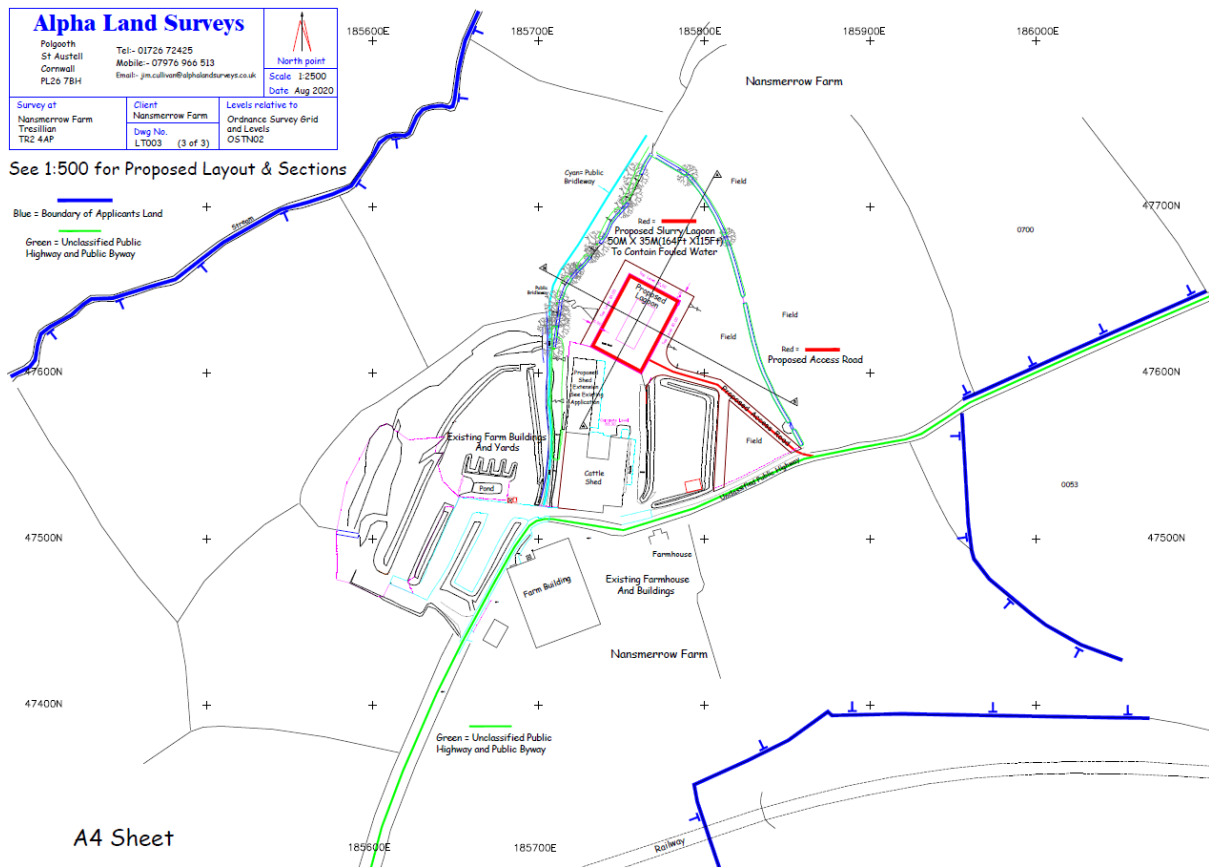 Alpha Land Surveys
Polgooth
St Austell
Cornwall
PL26 7BH
Tel:- 01726 72425
Mobile:- 07976 966 513
Email:- jim.cullivan@alphalandsurveys.co.uk
North point
Scale 1:2500
Date Aug 2020
Survey at
Nansmerrow Farm
Tresillian
TR2 4AP
Client
Nansmerrow Farm
Dwg No.
LT003 (3 of 3)
Levels relative to
Ordnance Survey Grid
and Levels
OSTN02
See 1:500 for Proposed Layout & Sections
Blue = Boundary of Applicants Land
Green = Unclassified Public
Highway and Public Byway
185600E
185700E
185800E
185900E
186000E
Nansmerrow Farm
Stream
Cyan= Public
Bridleway
Field
47700N
0700
Red =
Proposed Slurry Lagoon
50M X 35M(164Ft X115Ft)
To Contain Fouled Water
Public
Bridleway
Proposed
Lagoon
Field
Field
Red =
Proposed Access Road
47600N
47600N
Proposed
Shed
Extension
See Existing
Application
Proposed Access Road
Field
Existing Farm Buildings
And Yards
Pond
Cattle
Shed
Unclassified Public Highway
0053
47500N
47500N
Farmhouse
Farm Building
Existing Farmhouse
And Buildings
Nansmerrow Farm
47400N
47400N
Green = Unclassified Public
Highway and Public Byway
A4 Sheet
185600E
185700E
Railway